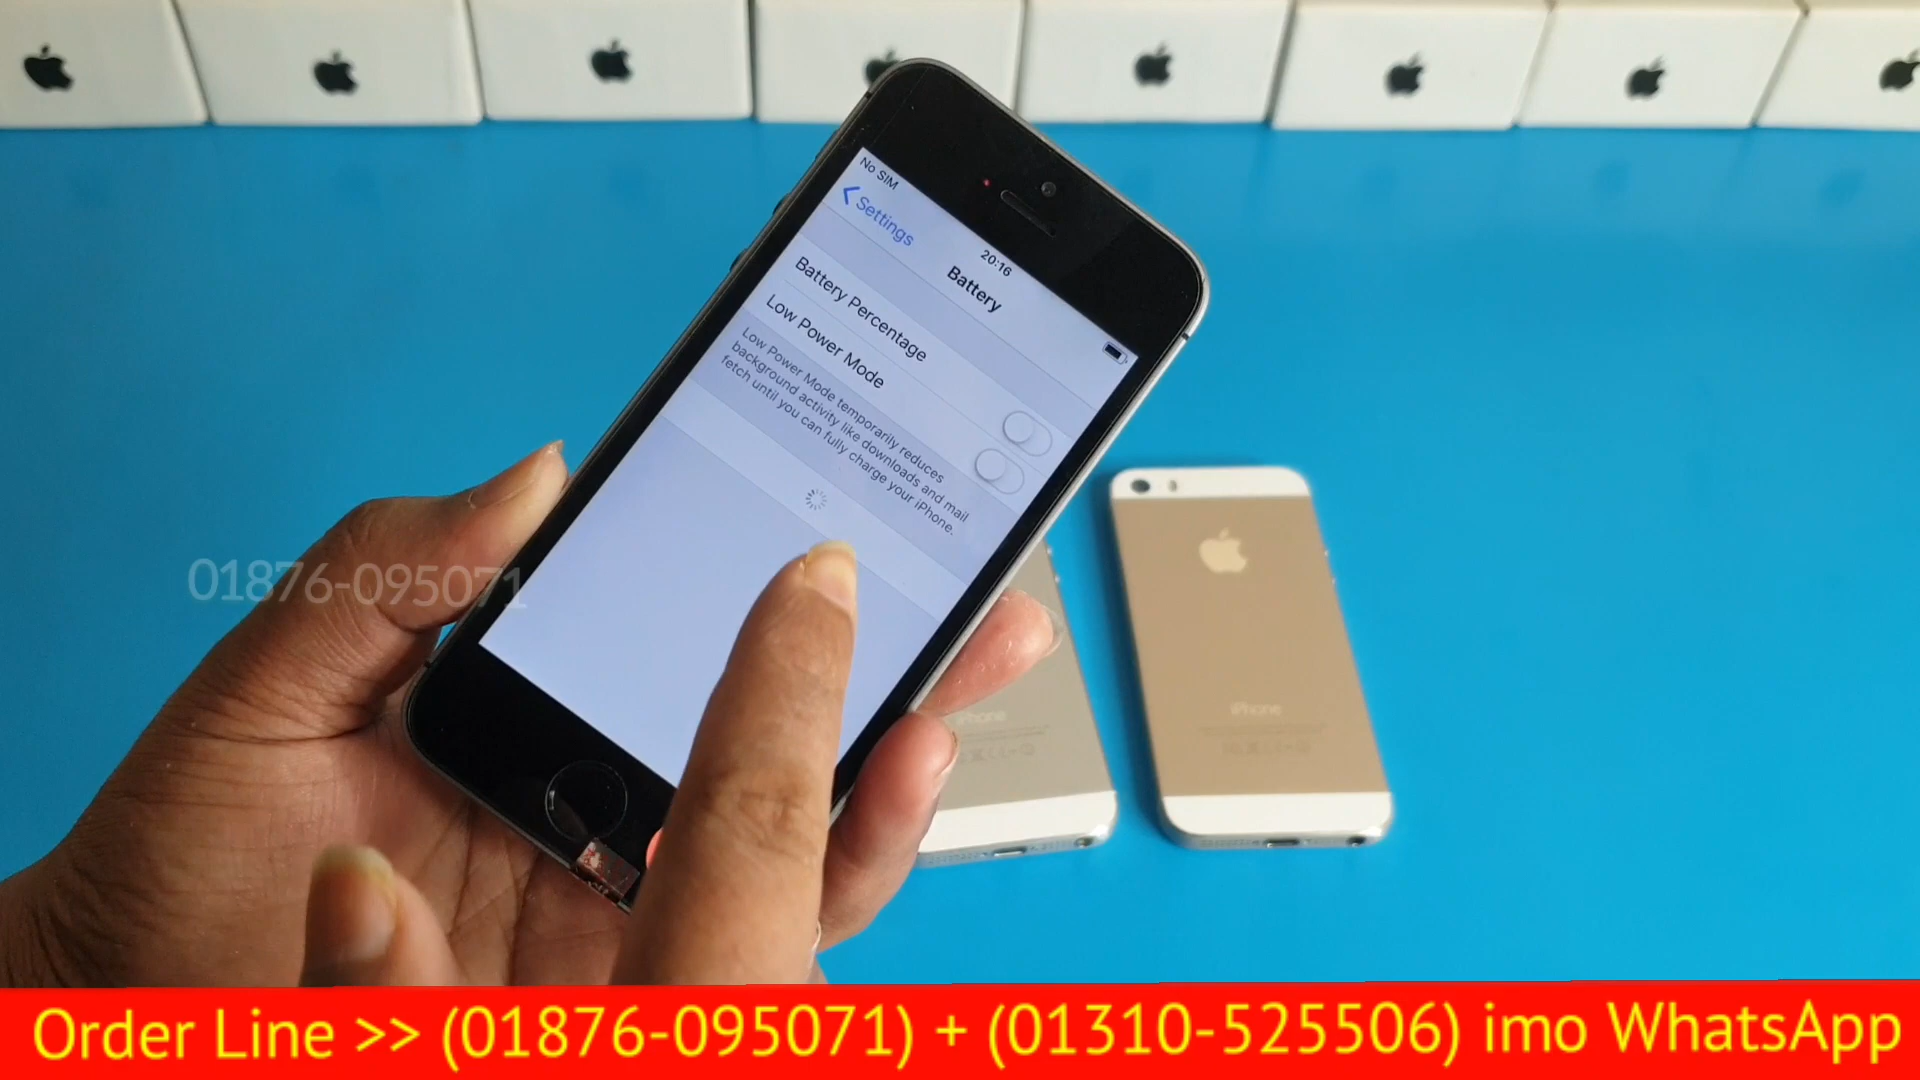 No SIM
20:16
Settings
Battery
Battery Percentage
Low Power Mode
Low Power Mode temporarily reduces
background activity like downloads and mail
fetch until you can fully charge your iPhone.
01876-095071
iPhone
iPhone
Order Line >> (01876-095071) + (01310-525506) imo WhatsApp